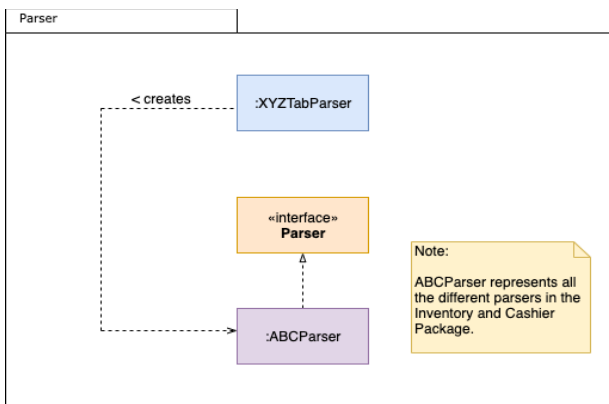 Parser
< creates
:XYZTabParser
«interface»
Parser
:ABCParser
Note:
ABCParser represents all
the different parsers in the
Inventory and Cashier
Package.